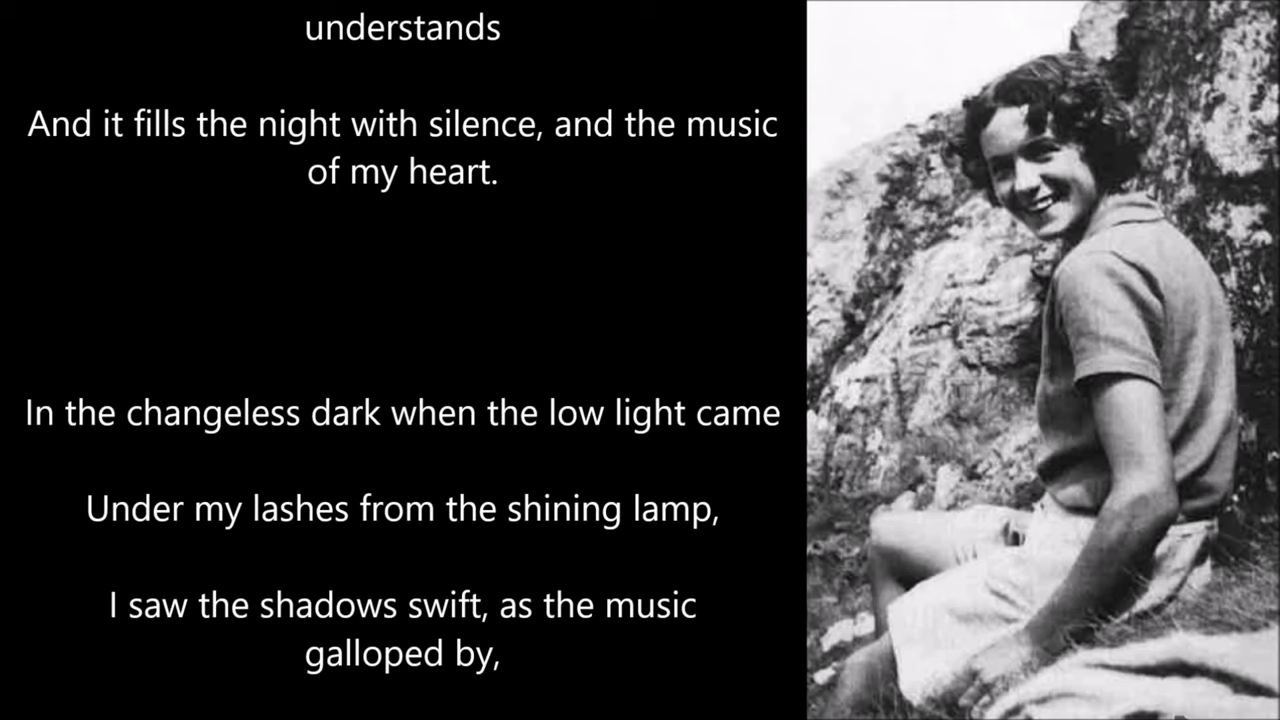 understands
And it fills the night with silence, and the music
of my heart.
In the changeless dark when the low light came
Under my lashes from the shining lamp,
I saw the shadows swift, as the music
galloped by,